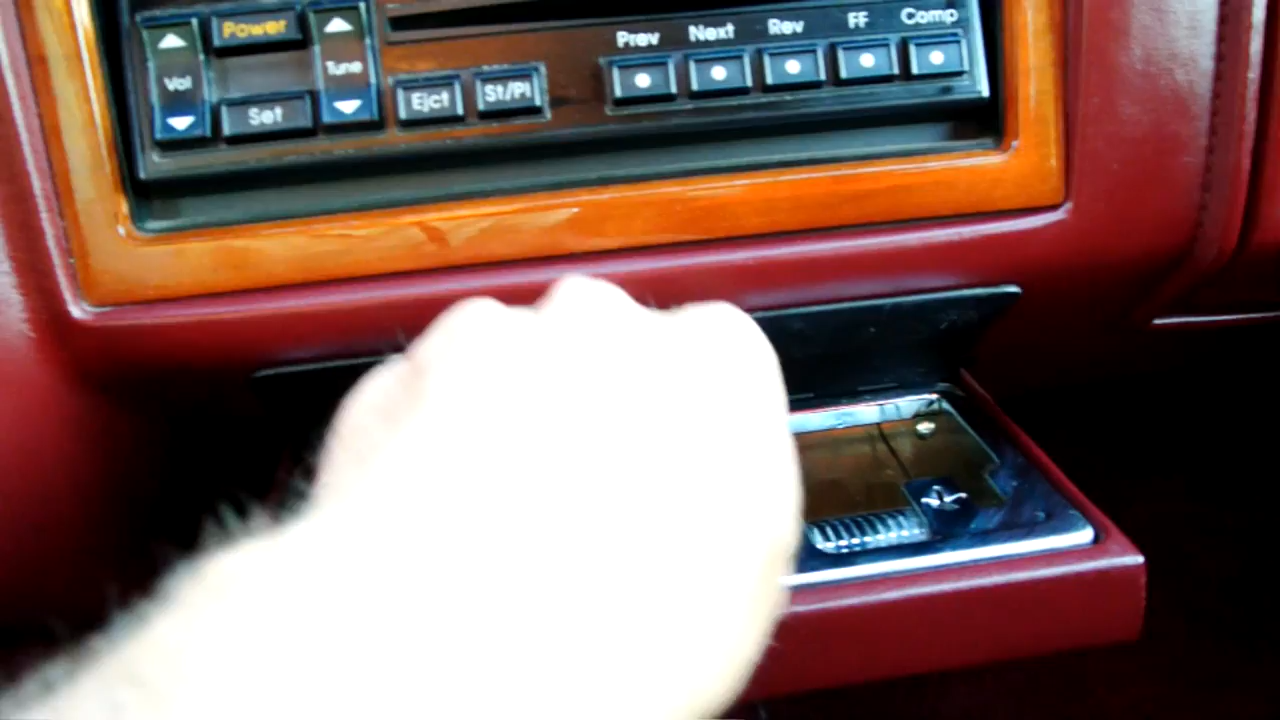 Power
Vol
Tune
Set
Ejct
St/Pl
Prev Next Rev FF Comp